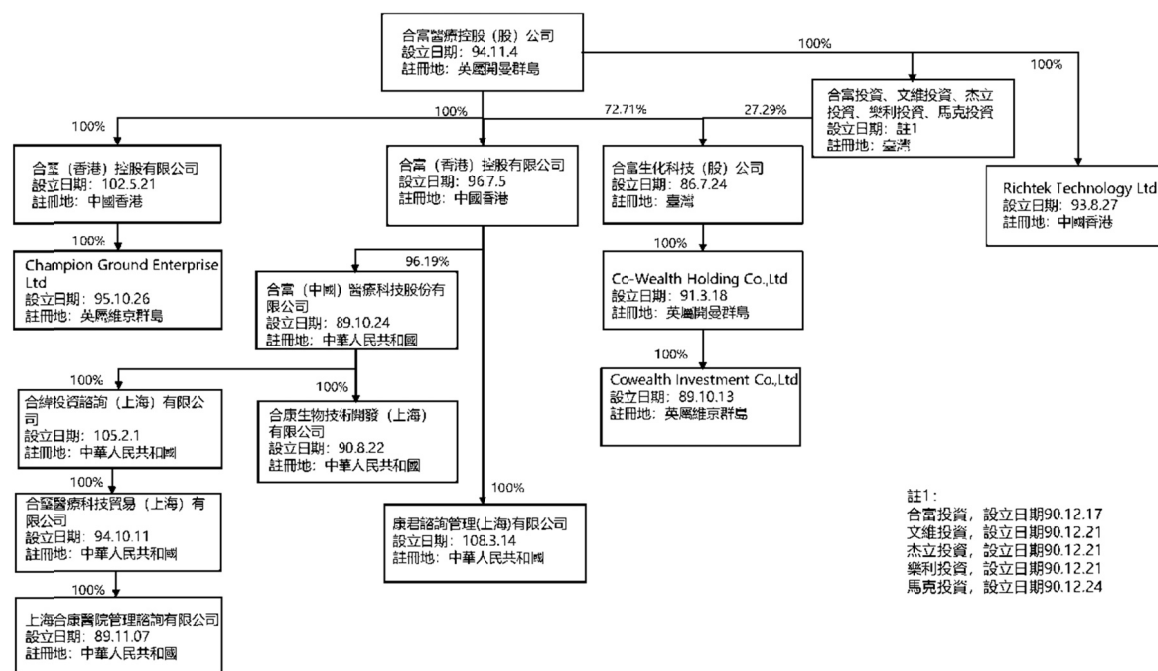 合富醫療控股（股）公司
設立日期：94.11.4
註冊地：英屬開曼群島
100%
100%
100%
100%
72.71%
27.29%
合富投資、文維投資、杰立
投資、樂利投資、馬克投資
設立日期：註1
註冊地：臺灣
合璽（香港）控股有限公司
設立日期：102.5.21
註冊地：中國香港
合富（香港）控股有限公司
設立日期：967.5
註冊地：中國香港
合富生化科技（股）公司
設立日期：86.7.24
註冊地：臺灣
Richtek Technology Ltd
設立日期：93.8.27
註冊地：中國香港
100%
96.19%
100%
Champion Ground Enterprise
Ltd
設立日期：95.10.26
註冊地：英屬維京群島
合富（中國）醫療科技股份有
限公司
設立日期：89.10.24
註冊地：中華人民共和國
Co-Wealth Holding Co.,Ltd
設立日期：91.3.18
註冊地：英屬開曼群島
100%
100%
100%
合緯投資諮詢（上海）有限公
司
設立日期：105.2.1
註冊地：中華人民共和國
合康生物技術開發（上海）
有限公司
設立日期：90.8.22
註冊地：中華人民共和國
Cowealth Investment Co.,Ltd
設立日期：89.10.13
註冊地：英屬維京群島
100%
100%
合璽醫療科技貿易（上海）有
限公司
設立日期：94.10.11
註冊地：中華人民共和國
康君諮詢管理(上海)有限公司
設立日期：108.3.14
註冊地：中華人民共和國
100%
上海合康醫院管理諮詢有限公司
設立日期：89.11.07
註冊地：中華人民共和國
註1：
合富投資，設立日期90.12.17
文維投資，設立日期90.12.21
杰立投資，設立日期90.12.21
樂利投資，設立日期90.12.21
馬克投資，設立日期90.12.24